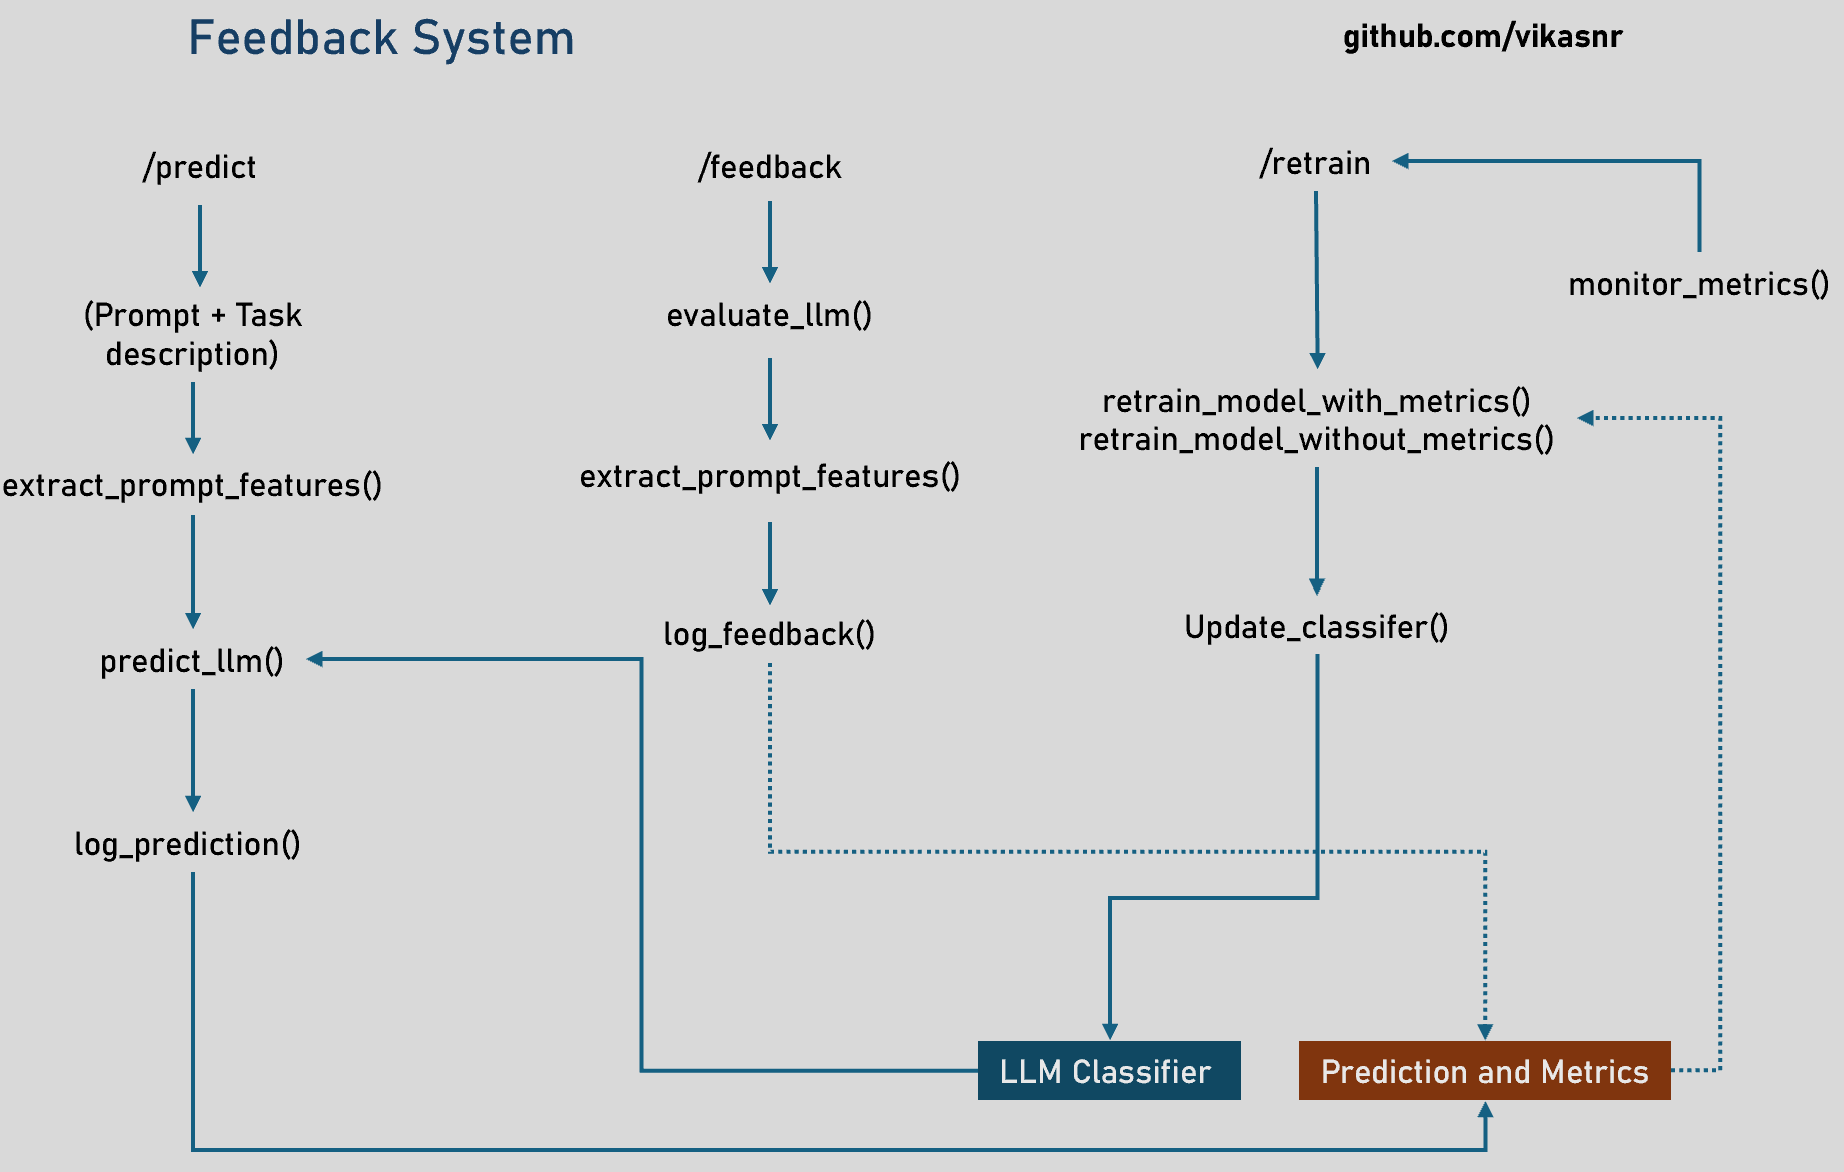 Feedback System
github.com/vikasnr
/predict
(Prompt + Task
description)
extract_prompt_features()
predict_llm()
log_prediction()
/feedback
evaluate_llm()
extract_prompt_features()
log_feedback()
/retrain
monitor_metrics()
retrain_model_with_metrics()
retrain_model_without_metrics()
Update_classifer()
LLM Classifier
Prediction and Metrics